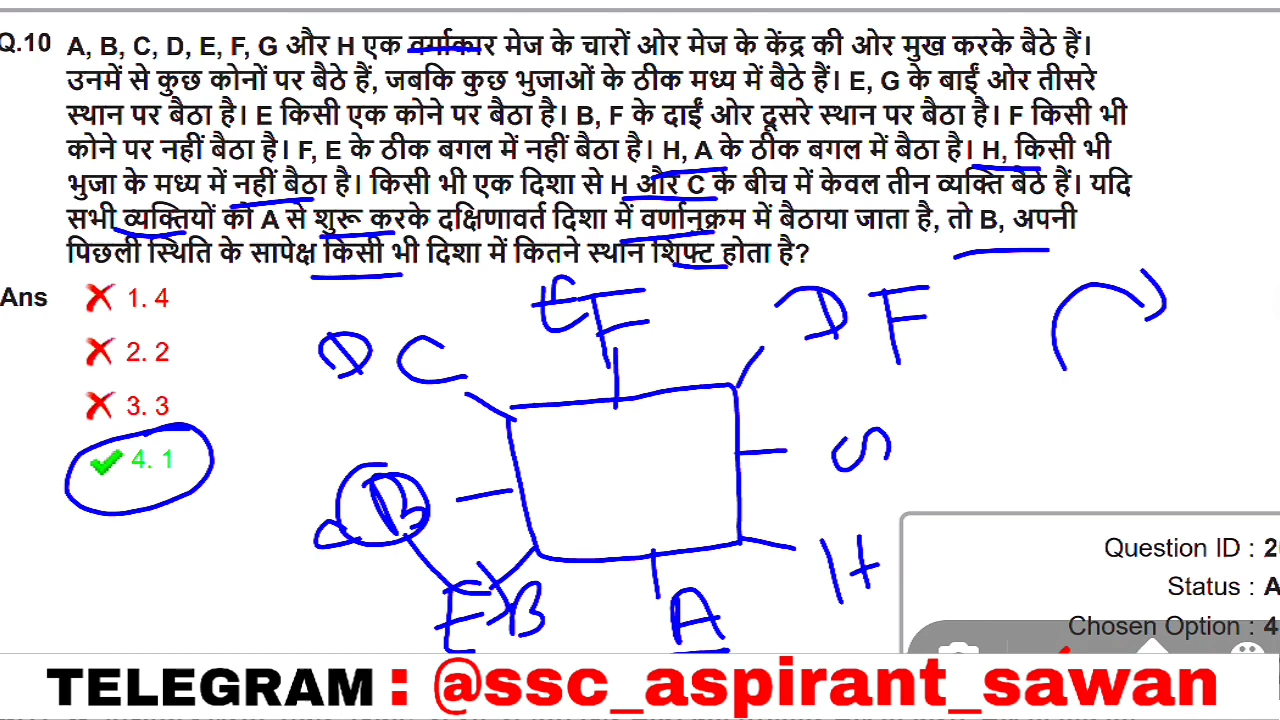 Q.10 A, B, C, D, E, F, G और H एक वर्गाकार मेज के चारों ओर मेज के केंद्र की ओर मुख करके बैठे हैं।
उनमें से कुछ कोनों पर बैठे हैं, जबकि कुछ भुजाओं के ठीक मध्य में बैठे हैं। E, G के बाईं ओर तीसरे
स्थान पर बैठा है। E किसी एक कोने पर बैठा है। B, F के दाईं ओर दूसरे स्थान पर बैठा है। F किसी भी
कोने पर नहीं बैठा है। F, E के ठीक बगल में नहीं बैठा है। H, A के ठीक बगल में बैठा है। H, किसी भी
भुजा के मध्य में नहीं बैठा है। किसी भी एक दिशा से H और C के बीच में केवल तीन व्यक्ति बैठे हैं। यदि
सभी व्यक्तियों को A से शुरू करके दक्षिणावर्त दिशा में वर्णानुक्रम में बैठाया जाता है, तो B, अपनी
पिछली स्थिति के सापेक्ष किसी भी दिशा में कितने स्थान शिफ्ट होता है?
Ans 1. 4
2. 2
3. 3
4. 1
F D F
D C
G
B
H
E B A
Question ID : 2
Status : A
Chosen Option : 4
TELEGRAM : @ssc_aspirant_sawan